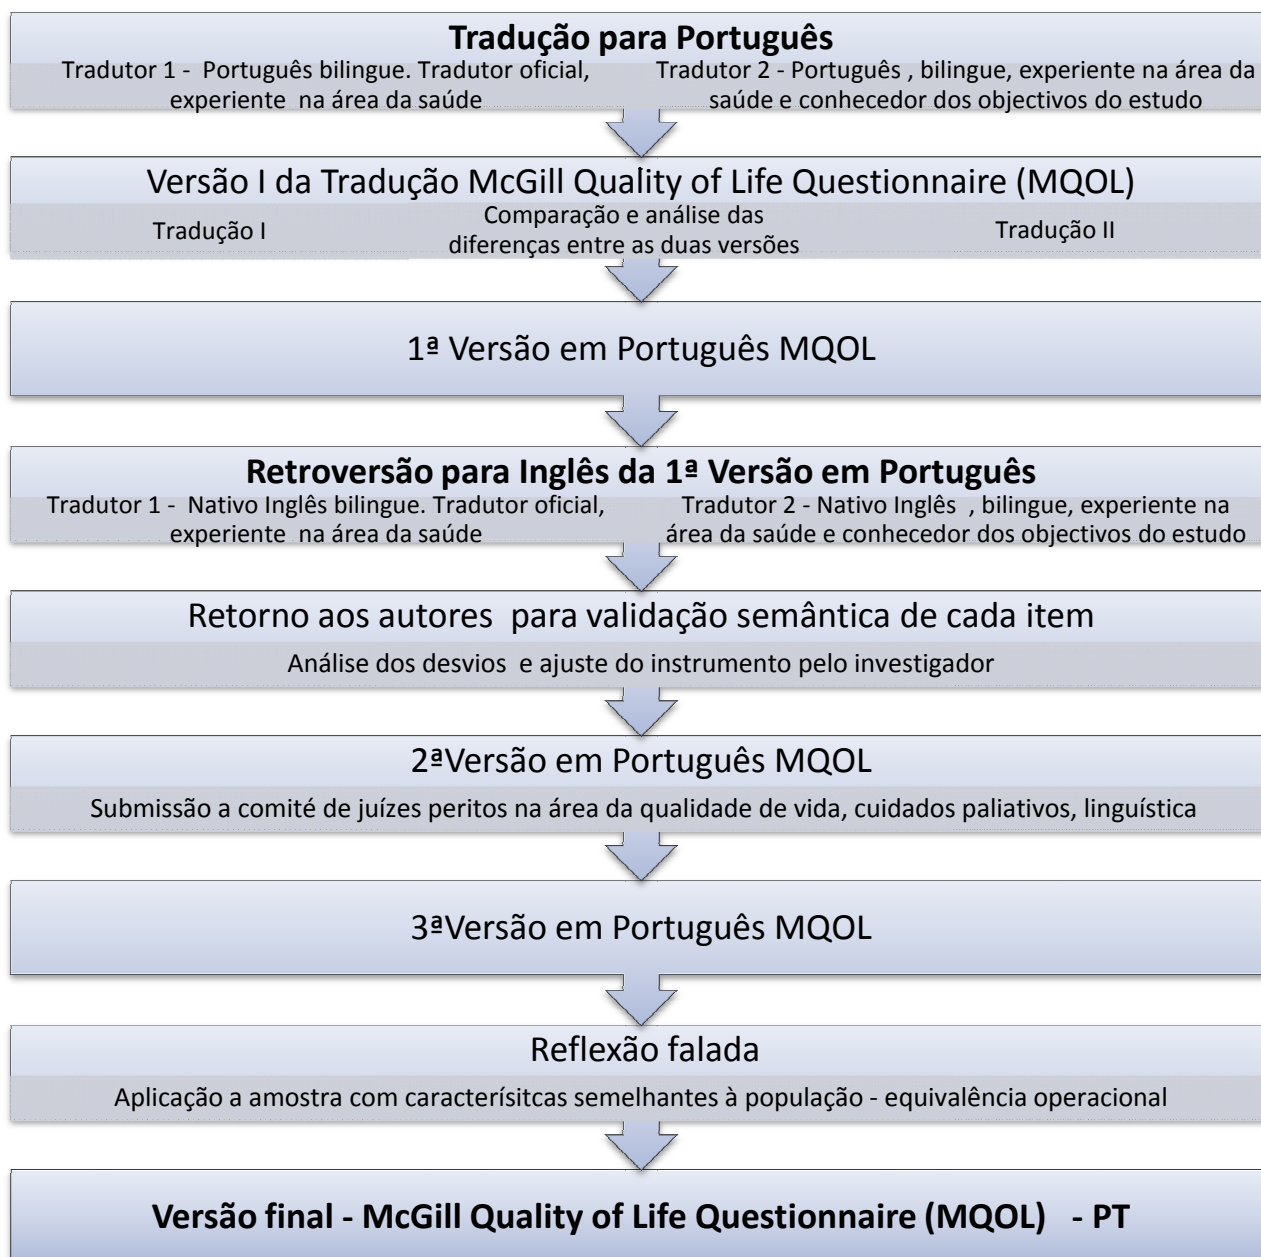 Tradução para Português
Tradutor 1 - Português bilingue. Tradutor oficial,
experiente na área da saúde
Tradutor 2 - Português , bilingue, experiente na área da
saúde e conhecedor dos objectivos do estudo
Versão I da Tradução McGill Quality of Life Questionnaire (MQOL)
Tradução I
Comparação e análise das
diferenças entre as duas versões
Tradução II
1ª Versão em Português MQOL
Retroversão para Inglês da 1ª Versão em Português
Tradutor 1 - Nativo Inglês bilingue. Tradutor oficial,
experiente na área da saúde
Tradutor 2 - Nativo Inglês , bilingue, experiente na
área da saúde e conhecedor dos objectivos do estudo
Retorno aos autores para validação semântica de cada item
Análise dos desvios e ajuste do instrumento pelo investigador
2ªVersão em Português MQOL
Submissão a comité de juízes peritos na área da qualidade de vida, cuidados paliativos, linguística
3ªVersão em Português MQOL
Reflexão falada
Aplicação a amostra com caracterísitcas semelhantes à população - equivalência operacional
Versão final - McGill Quality of Life Questionnaire (MQOL) - PT